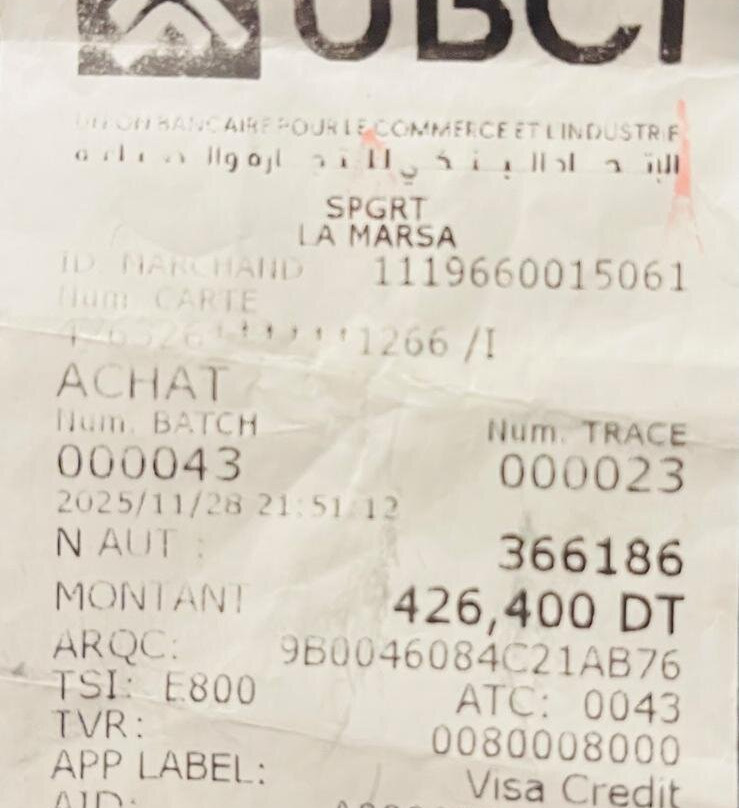 UBCI
UNION BANCAIRE POUR LE COMMERCE ET L'INDUSTRIE
SPGRT
LA MARSA
ID MARCHAND 1119660015061
Num CARTE
******1266 /I
ACHAT
Num. BATCH Num. TRACE
000043 000023
2025/11/28 21:51:12
N AUT : 366186
MONTANT 426,400 DT
ARQC: 9B0046084C21AB76
TSI: E800 ATC: 0043
TVR: 0080008000
APP LABEL: Visa Credit
AID: